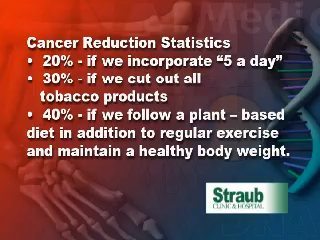 Cancer Reduction Statistics
• 20% - if we incorporate “5 a day”
• 30% - if we cut out all
tobacco products
• 40% - if we follow a plant – based
diet in addition to regular exercise
and maintain a healthy body weight.
Straub
CLINIC & HOSPITAL